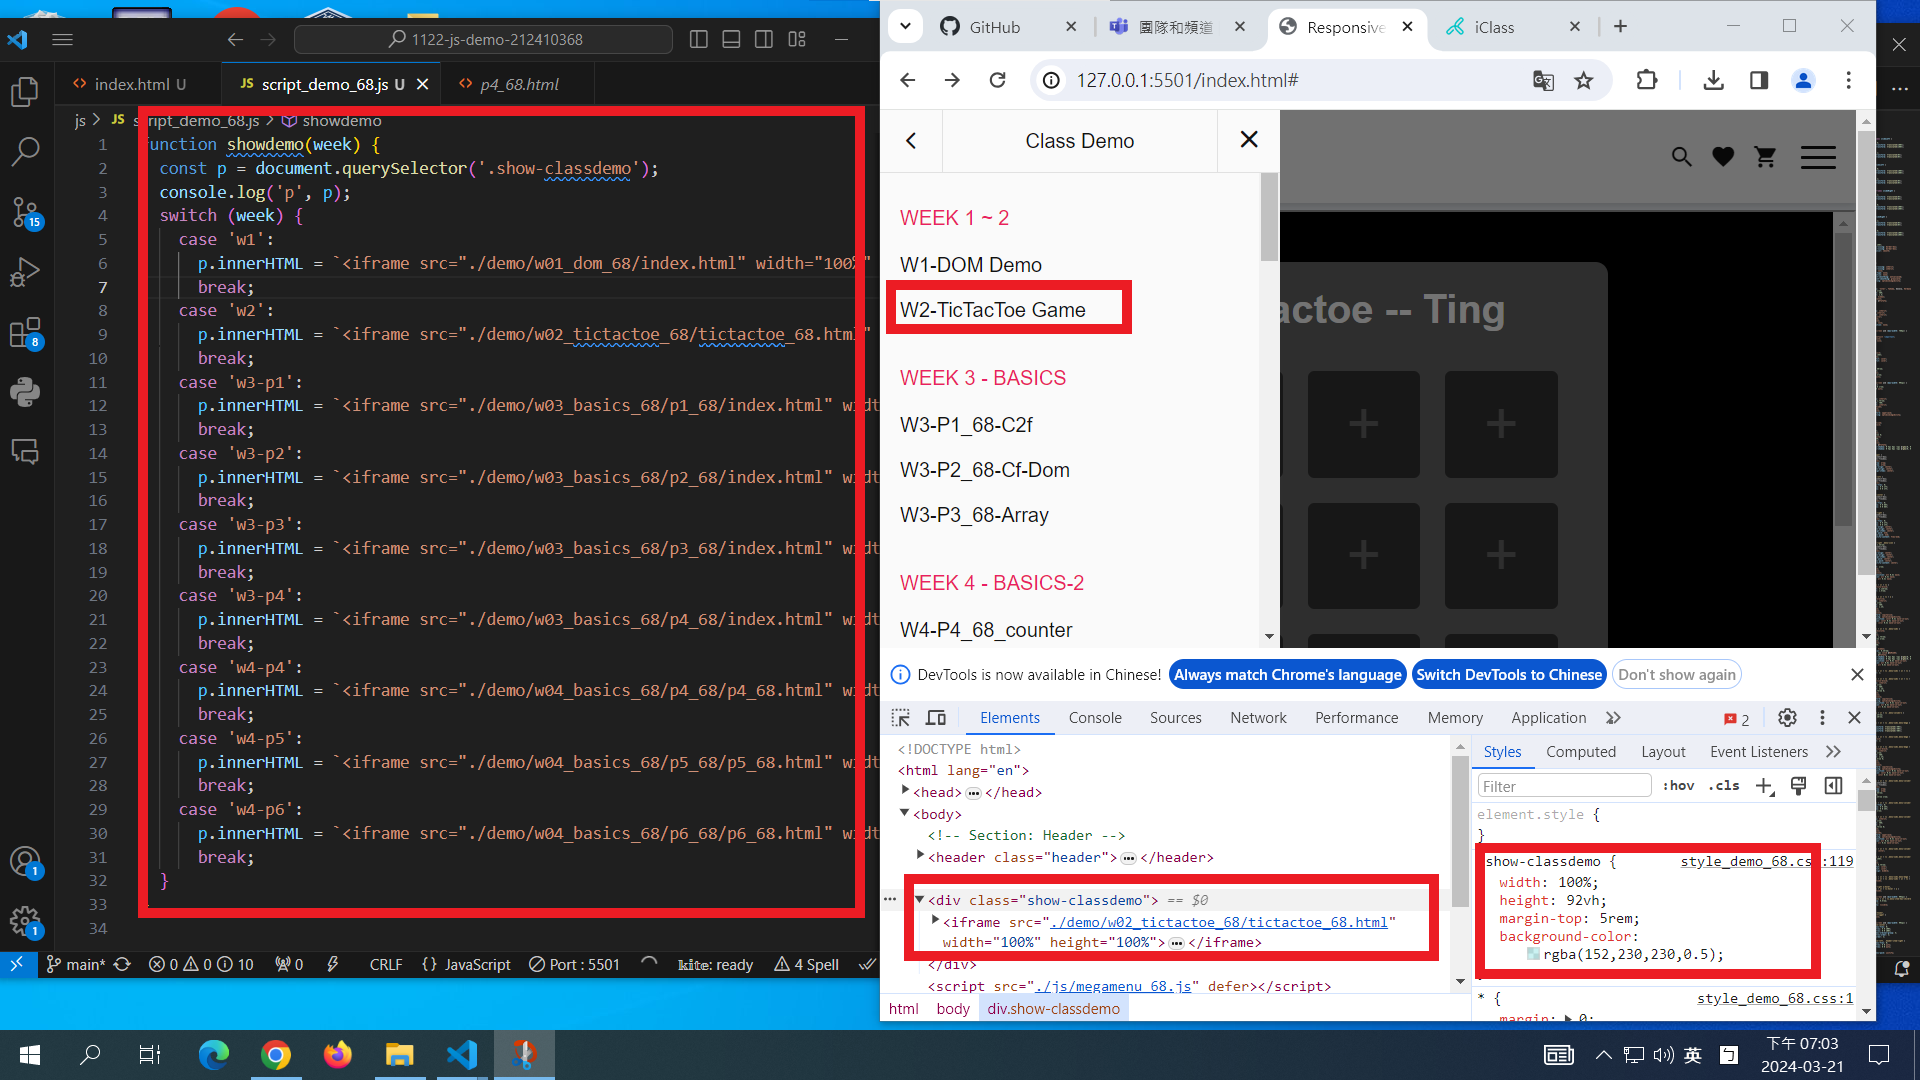 1122-js-demo-212410368
index.html U
JS script_demo_68.js U
p4_68.html
js > JS script_demo_68.js > showdemo
1 function showdemo(week) {
2 const p = document.querySelector('.show-classdemo');
3 console.log('p', p);
4 switch (week) {
5 case 'w1':
6 p.innerHTML = `<iframe src="./demo/w01_dom_68/index.html" width="100%"
7 break;
8 case 'w2':
9 p.innerHTML = `<iframe src="./demo/w02_tictactoe_68/tictactoe_68.html"
10 break;
11 case 'w3-p1':
12 p.innerHTML = `<iframe src="./demo/w03_basics_68/p1_68/index.html" widt
13 break;
14 case 'w3-p2':
15 p.innerHTML = `<iframe src="./demo/w03_basics_68/p2_68/index.html" widt
16 break;
17 case 'w3-p3':
18 p.innerHTML = `<iframe src="./demo/w03_basics_68/p3_68/index.html" widt
19 break;
20 case 'w3-p4':
21 p.innerHTML = `<iframe src="./demo/w03_basics_68/p4_68/index.html" widt
22 break;
23 case 'w4-p4':
24 p.innerHTML = `<iframe src="./demo/w04_basics_68/p4_68/p4_68.html" widt
25 break;
26 case 'w4-p5':
27 p.innerHTML = `<iframe src="./demo/w04_basics_68/p5_68/p5_68.html" widt
28 break;
29 case 'w4-p6':
30 p.innerHTML = `<iframe src="./demo/w04_basics_68/p6_68/p6_68.html" widt
31 break;
32 }
33
34
15
8
1
1
main* 0 0 10 0 CRLF {} JavaScript Port : 5501 kite: ready 4 Spell
GitHub
團隊和頻道
Responsive
iClass
127.0.0.1:5501/index.html#
Class Demo
WEEK 1 ~ 2
W1-DOM Demo
W2-TicTacToe Game
WEEK 3 - BASICS
W3-P1_68-C2f
W3-P2_68-Cf-Dom
W3-P3_68-Array
WEEK 4 - BASICS-2
W4-P4_68_counter
actoe -- Ting
+ +
+ +
DevTools is now available in Chinese! Always match Chrome's language Switch DevTools to Chinese Don't show again
Elements Console Sources Network Performance Memory Application 2
<!DOCTYPE html>
<html lang="en">
<head> ••• </head>
<body>
<!-- Section: Header -->
<header class="header"> ••• </header>
<div class="show-classdemo"> == $0
<iframe src="./demo/w02_tictactoe_68/tictactoe_68.html"
width="100%" height="100%"> ••• </iframe>
</div>
<script src="./js/megamenu_68.js" defer></script>
html body div.show-classdemo
Styles Computed Layout Event Listeners
Filter :hov .cls
element.style {
}
.show-classdemo { style_demo_68.css:119
width: 100%;
height: 92vh;
margin-top: 5rem;
background-color:
rgba(152,230,230,0.5);
* { style_demo_68.css:1
margin: 0;
英
下午 07:03
2024-03-21